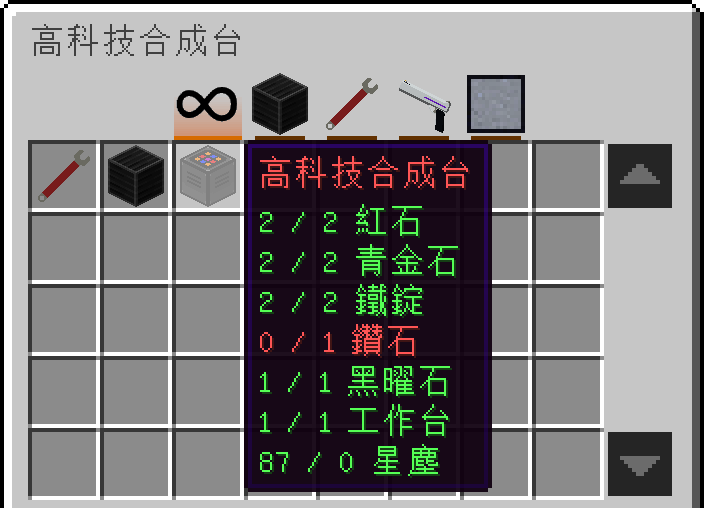 高科技合成台
高科技合成台
2 / 2 紅石
2 / 2 青金石
2 / 2 鐵錠
0 / 1 鑽石
1 / 1 黑曜石
1 / 1 工作台
87 / 0 星塵